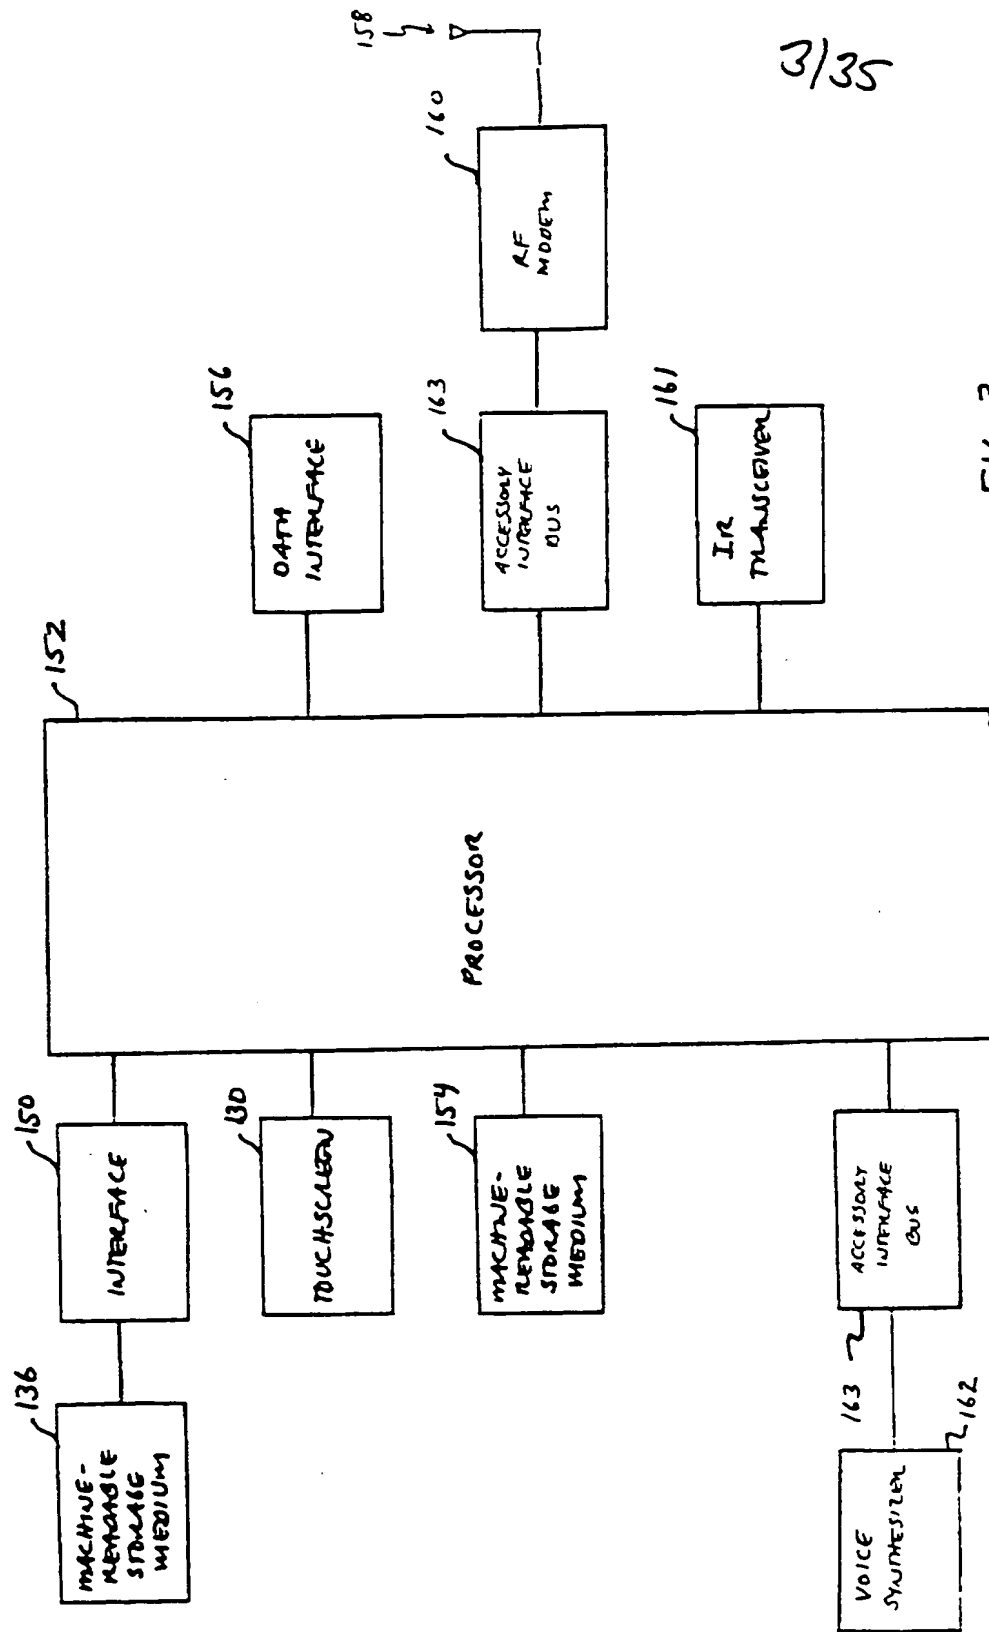 3/35
158
160
RF
MODEM
156
DATA
INTERFACE
163
ACCESSORY
INTERFACE
BUS
161
IR
TRANSCEIVER
152
PROCESSOR
150
INTERFACE
130
TOUCHSCREEN
154
MACHINE-
READABLE
STORAGE
MEDIUM
ACCESSORY
INTERFACE
BUS
163
136
MACHINE-
READABLE
STORAGE
MEDIUM
162
VOICE
SYNTHESIZER